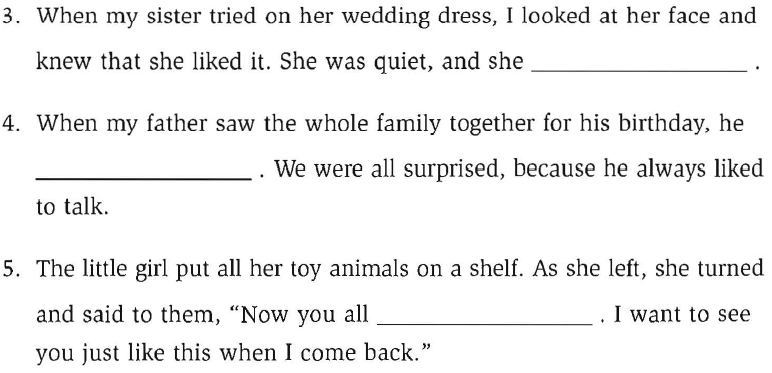 3. When my sister tried on her wedding dress, I looked at her face and
knew that she liked it. She was quiet, and she ____________________ .
4. When my father saw the whole family together for his birthday, he
____________________ . We were all surprised, because he always liked
to talk.
5. The little girl put all her toy animals on a shelf. As she left, she turned
and said to them, “Now you all ____________________ . I want to see
you just like this when I come back.”